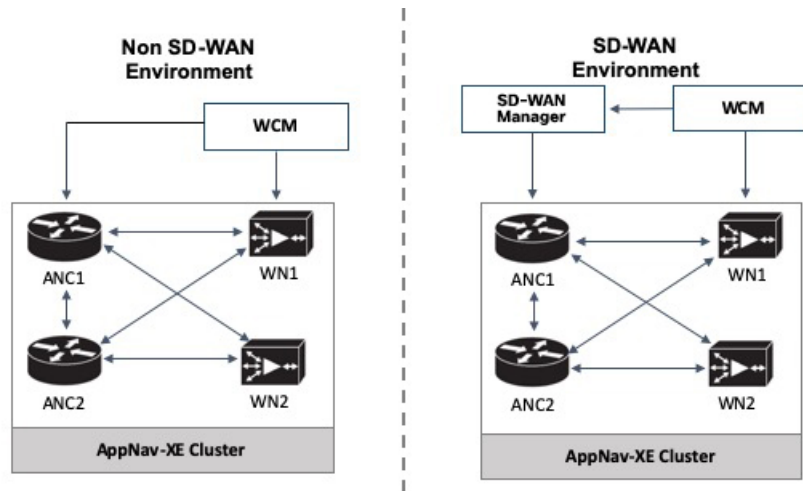 Non SD-WAN
Environment
WCM
ANC1
WN1
ANC2
WN2
AppNav-XE Cluster
SD-WAN
Environment
SD-WAN
Manager
WCM
ANC1
WN1
ANC2
WN2
AppNav-XE Cluster